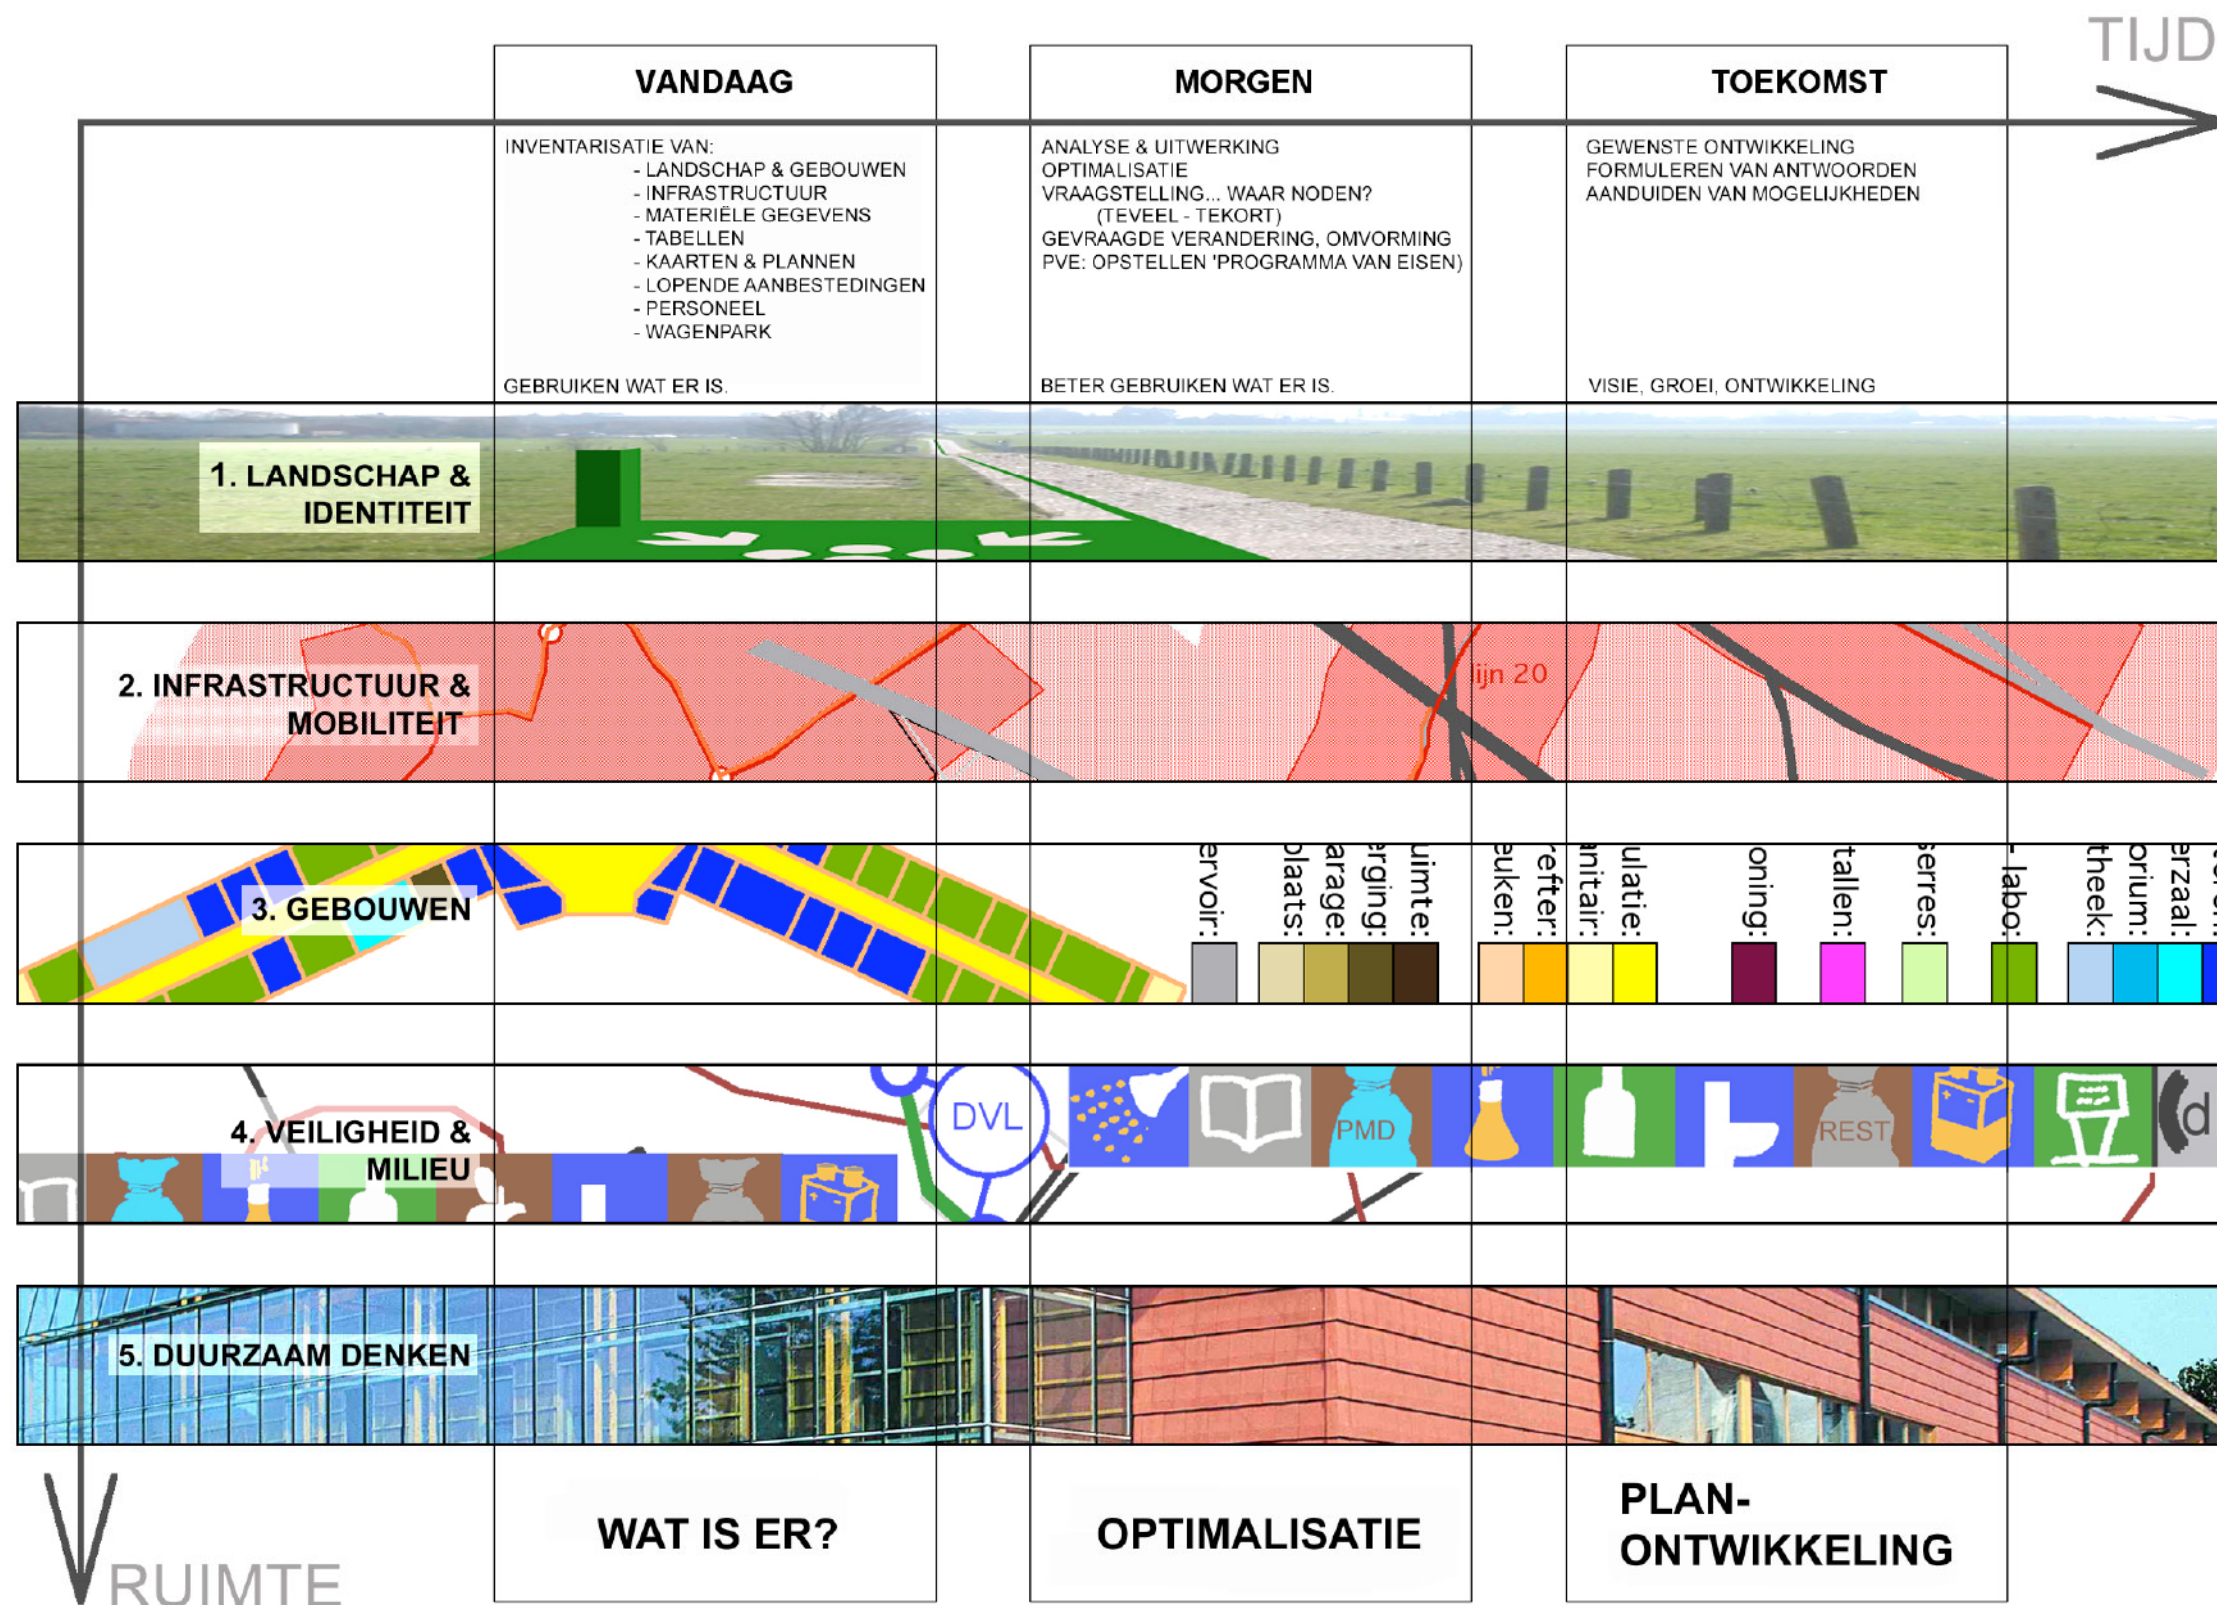 TIJD
VANDAAG
MORGEN
TOEKOMST
INVENTARISATIE VAN:
- LANDSCHAP & GEBOUWEN
- INFRASTRUCTUUR
- MATERIËLE GEGEVENS
- TABELLEN
- KAARTEN & PLANNEN
- LOPENDE AANBESTEDINGEN
- PERSONEEL
- WAGENPARK
GEBRUIKEN WAT ER IS.
ANALYSE & UITWERKING
OPTIMALISATIE
VRAAGSTELLING... WAAR NODEN?
(TEVEEL - TEKORT)
GEVRAAGDE VERANDERING, OMVORMING
PVE: OPSTELLEN 'PROGRAMMA VAN EISEN)
BETER GEBRUIKEN WAT ER IS.
GEWENSTE ONTWIKKELING
FORMULEREN VAN ANTWOORDEN
AANDUIDEN VAN MOGELIJKHEDEN
VISIE, GROEI, ONTWIKKELING
1. LANDSCHAP &
IDENTITEIT
2. INFRASTRUCTUUR &
MOBILITEIT
lijn 20
3. GEBOUWEN
ervoir:
plaats:
arage:
erging:
uimte:
euken:
refter:
anitair:
ulatie:
oning:
tallen:
serres:
- labo:
theek:
orium:
erzaal:
4. VEILIGHEID &
MILIEU
DVL
PMD
REST
d
5. DUURZAAM DENKEN
WAT IS ER?
OPTIMALISATIE
PLAN-
ONTWIKKELING
RUIMTE